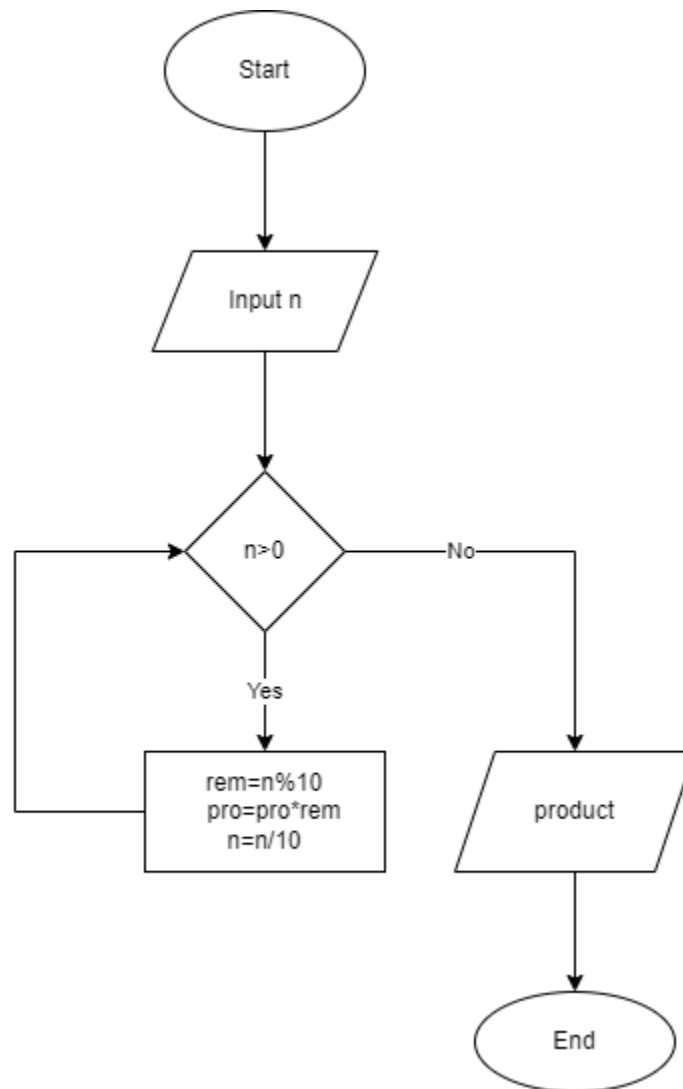 Start
Input n
n>0
No
Yes
rem=n%10
pro=pro*rem
n=n/10
product
End